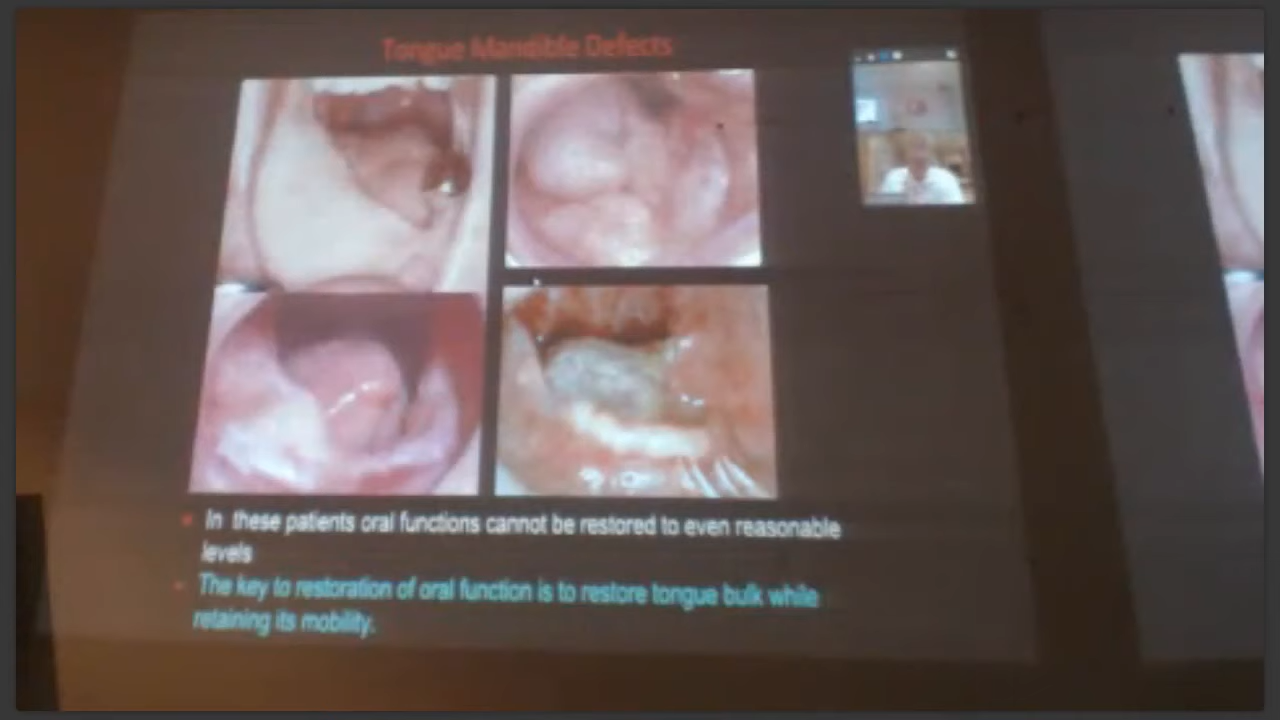 Tongue Mandible Defects
In these patients oral functions cannot be restored to even reasonable
levels
The key to restoration of oral function is to restore tongue bulk while
retaining its mobility.